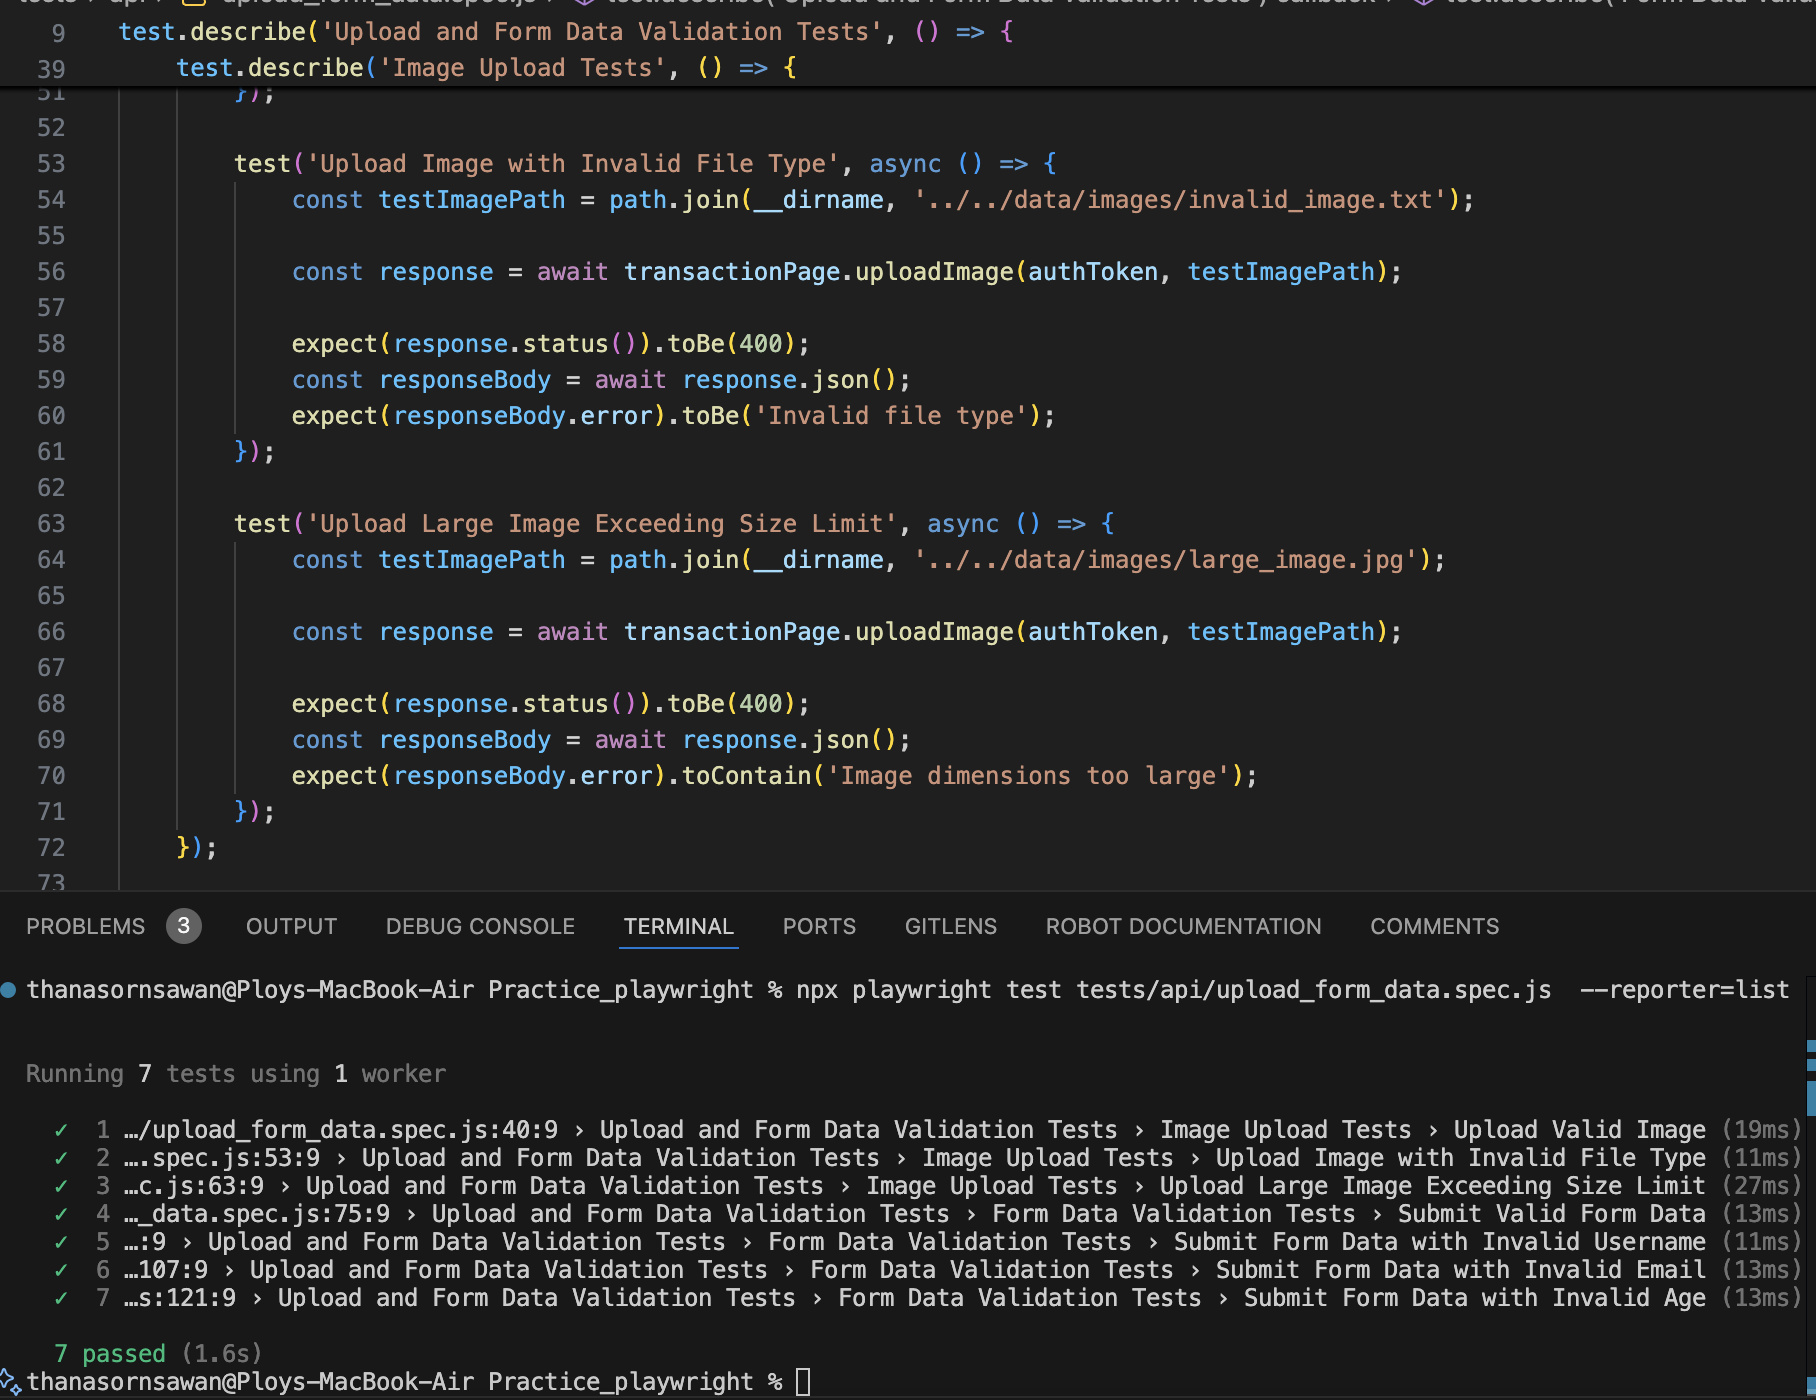 9 test.describe('Upload and Form Data Validation Tests', () => {
39 test.describe('Image Upload Tests', () => {
51 });
52
53 test('Upload Image with Invalid File Type', async () => {
54 const testImagePath = path.join(__dirname, '../../data/images/invalid_image.txt');
55
56 const response = await transactionPage.uploadImage(authToken, testImagePath);
57
58 expect(response.status()).toBe(400);
59 const responseBody = await response.json();
60 expect(responseBody.error).toBe('Invalid file type');
61 });
62
63 test('Upload Large Image Exceeding Size Limit', async () => {
64 const testImagePath = path.join(__dirname, '../../data/images/large_image.jpg');
65
66 const response = await transactionPage.uploadImage(authToken, testImagePath);
67
68 expect(response.status()).toBe(400);
69 const responseBody = await response.json();
70 expect(responseBody.error).toContain('Image dimensions too large');
71 });
72 });
73
PROBLEMS 3 OUTPUT DEBUG CONSOLE TERMINAL PORTS GITLENS ROBOT DOCUMENTATION COMMENTS
thanasornsawan@Ploys-MacBook-Air Practice_playwright % npx playwright test tests/api/upload_form_data.spec.js --reporter=list
Running 7 tests using 1 worker
✓ 1 …/upload_form_data.spec.js:40:9 › Upload and Form Data Validation Tests › Image Upload Tests › Upload Valid Image (19ms)
✓ 2 ….spec.js:53:9 › Upload and Form Data Validation Tests › Image Upload Tests › Upload Image with Invalid File Type (11ms)
✓ 3 …c.js:63:9 › Upload and Form Data Validation Tests › Image Upload Tests › Upload Large Image Exceeding Size Limit (27ms)
✓ 4 …_data.spec.js:75:9 › Upload and Form Data Validation Tests › Form Data Validation Tests › Submit Valid Form Data (13ms)
✓ 5 …:9 › Upload and Form Data Validation Tests › Form Data Validation Tests › Submit Form Data with Invalid Username (11ms)
✓ 6 …107:9 › Upload and Form Data Validation Tests › Form Data Validation Tests › Submit Form Data with Invalid Email (13ms)
✓ 7 …s:121:9 › Upload and Form Data Validation Tests › Form Data Validation Tests › Submit Form Data with Invalid Age (13ms)
7 passed (1.6s)
thanasornsawan@Ploys-MacBook-Air Practice_playwright %